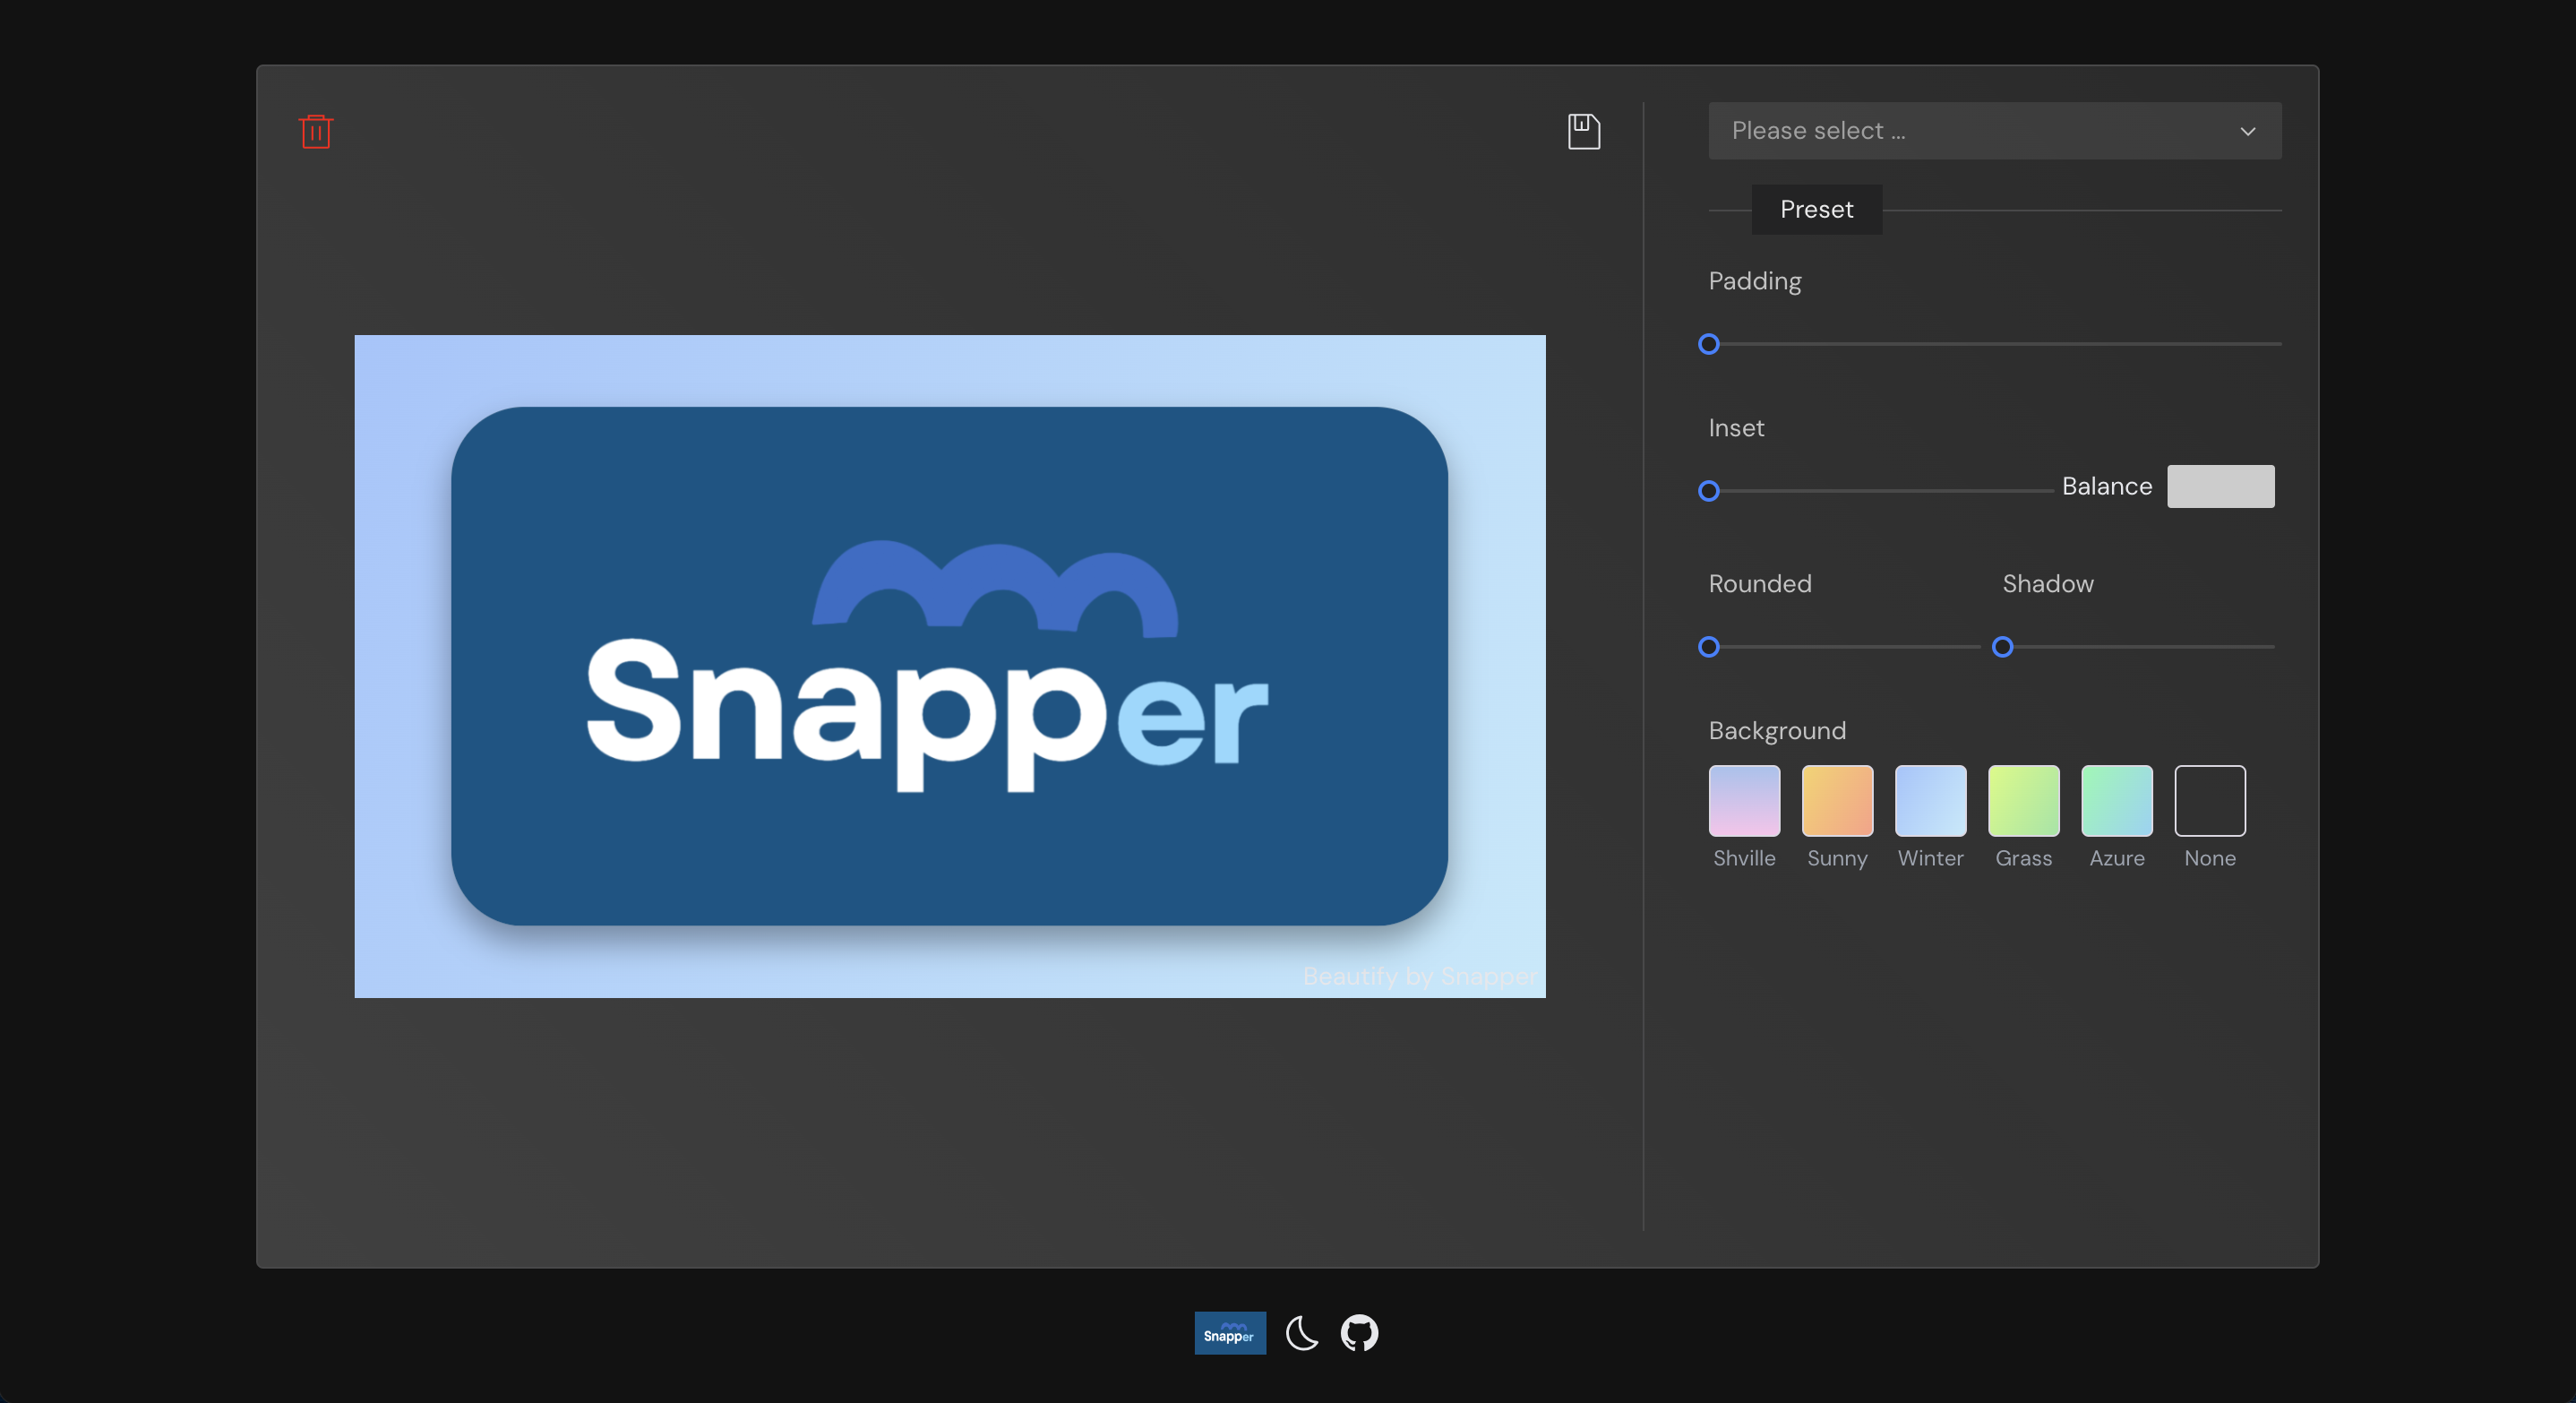 Please select ...
Preset
Padding
Inset
Balance
Rounded Shadow
Background
Shville Sunny Winter Grass Azure None
Snapper
Beautify by Snapper
Snapper